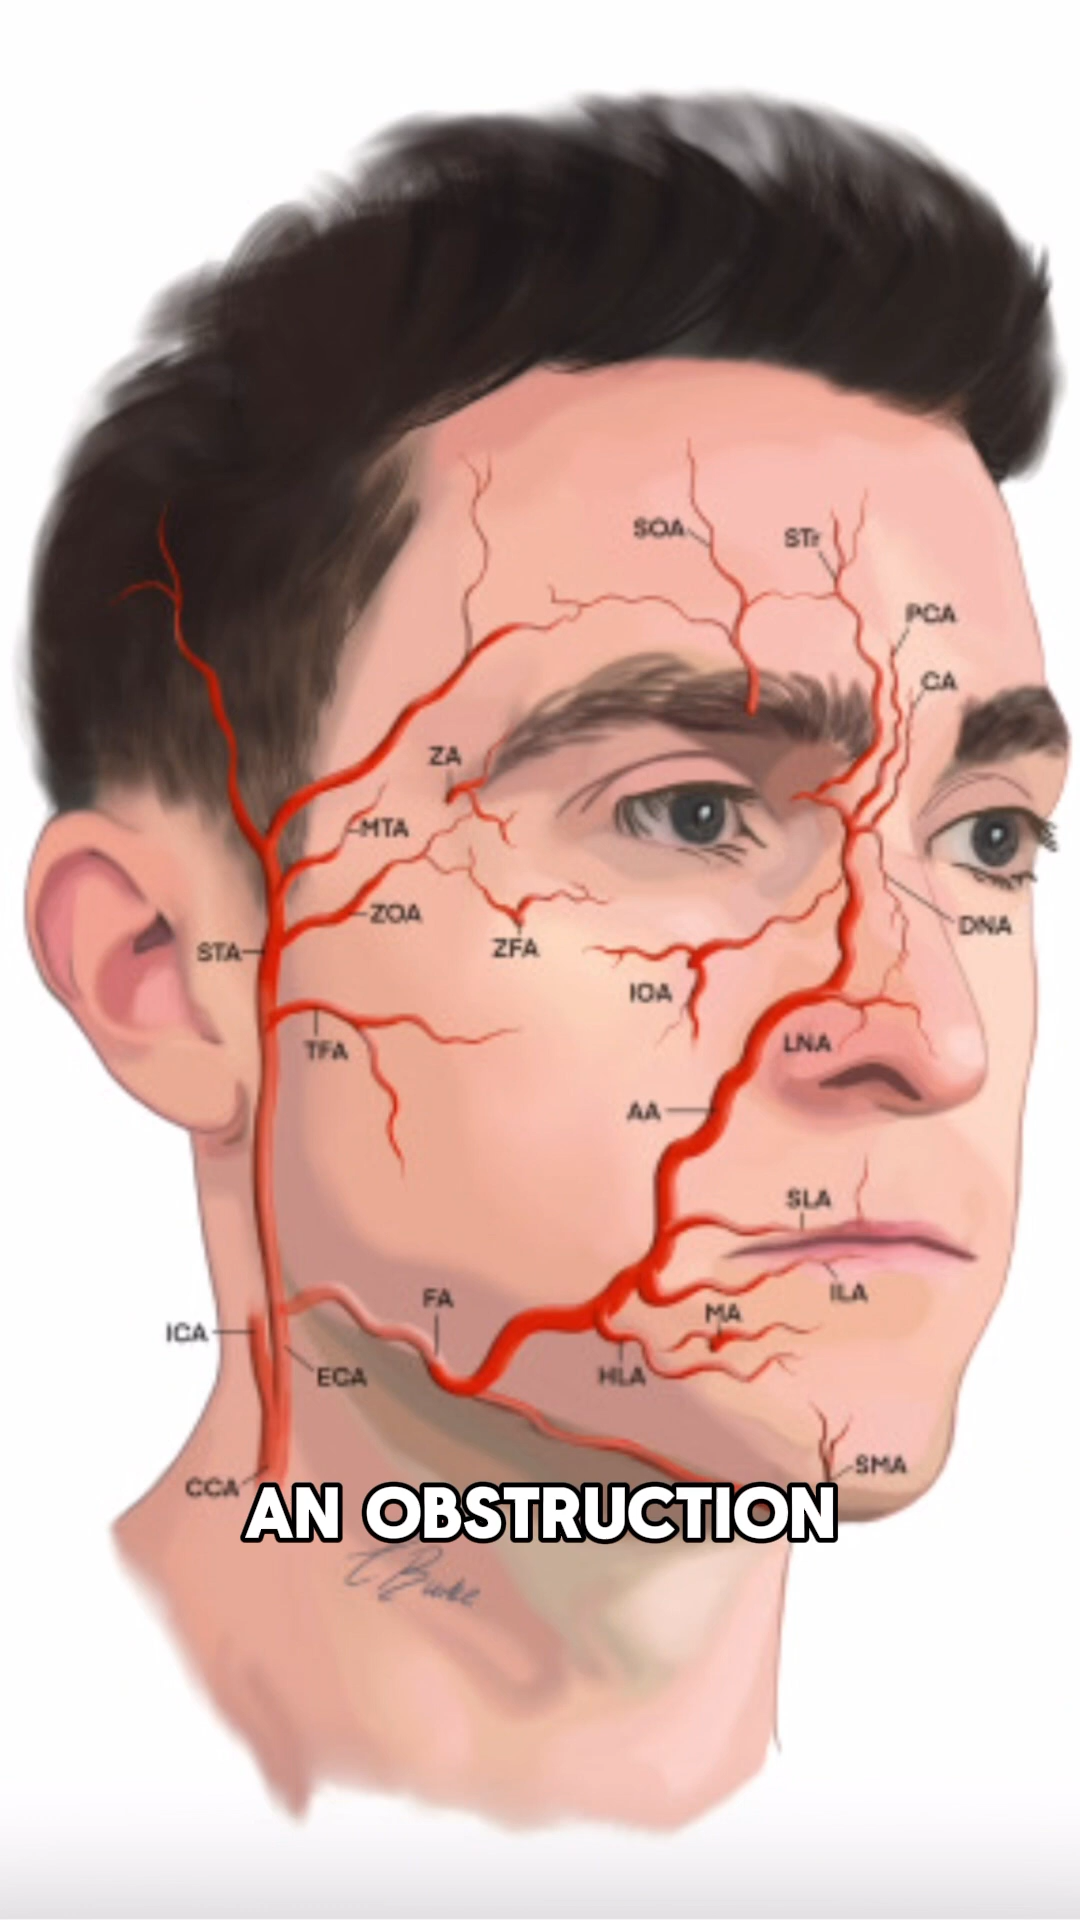 SOA
STr
PCA
CA
ZA
MTA
ZOA
ZFA
STA
DNA
IOA
LNA
TFA
AA
SLA
ILA
FA
MA
ICA
ECA
HLA
SMA
CCA
AN OBSTRUCTION